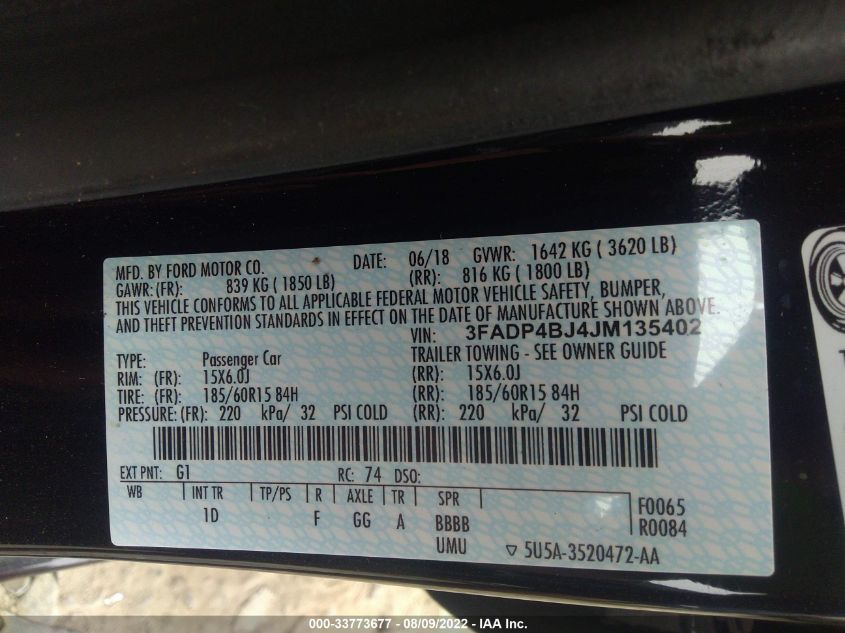 MFD. BY FORD MOTOR CO. DATE: 06/18 GVWR: 1642 KG ( 3620 LB)
GAWR: (FR): 839 KG ( 1850 LB) (RR): 816 KG ( 1800 LB)
THIS VEHICLE CONFORMS TO ALL APPLICABLE FEDERAL MOTOR VEHICLE SAFETY, BUMPER,
AND THEFT PREVENTION STANDARDS IN EFFECT ON THE DATE OF MANUFACTURE SHOWN ABOVE.
VIN: 3FADP4BJ4JM135402
TYPE: Passenger Car TRAILER TOWING - SEE OWNER GUIDE
RIM: (FR): 15X6.0J (RR): 15X6.0J
TIRE: (FR): 185/60R15 84H (RR): 185/60R15 84H
PRESSURE: (FR): 220 kPa/ 32 PSI COLD (RR): 220 kPa/ 32 PSI COLD
EXT PNT: G1 RC: 74 DSO:
WB INT TR TP/PS R AXLE TR SPR F0065
1D F GG A BBBB R0084
UMU ▽ 5U5A-3520472-AA
000-33773677 - 08/09/2022 - IAA Inc.